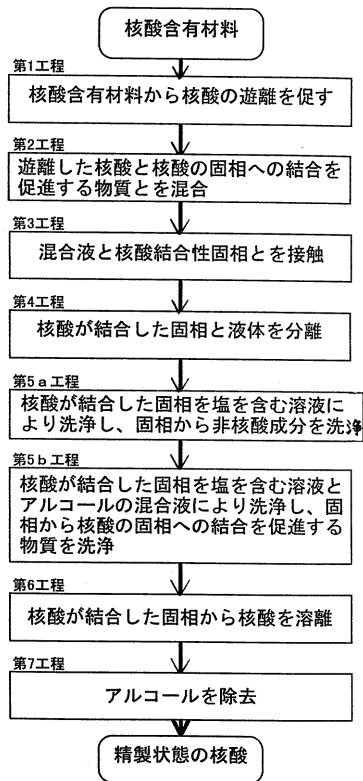 核酸含有材料
第1工程
核酸含有材料から核酸の遊離を促す
第2工程
遊離した核酸と核酸の固相への結合を
促進する物質とを混合
第3工程
混合液と核酸結合性固相とを接触
第4工程
核酸が結合した固相と液体を分離
第5a工程
核酸が結合した固相を塩を含む溶液に
より洗浄し、固相から非核酸成分を洗浄
第5b工程
核酸が結合した固相を塩を含む溶液と
アルコールの混合液により洗浄し、固
相から核酸の固相への結合を促進する
物質を洗浄
第6工程
核酸が結合した固相から核酸を溶離
第7工程
アルコールを除去
精製状態の核酸